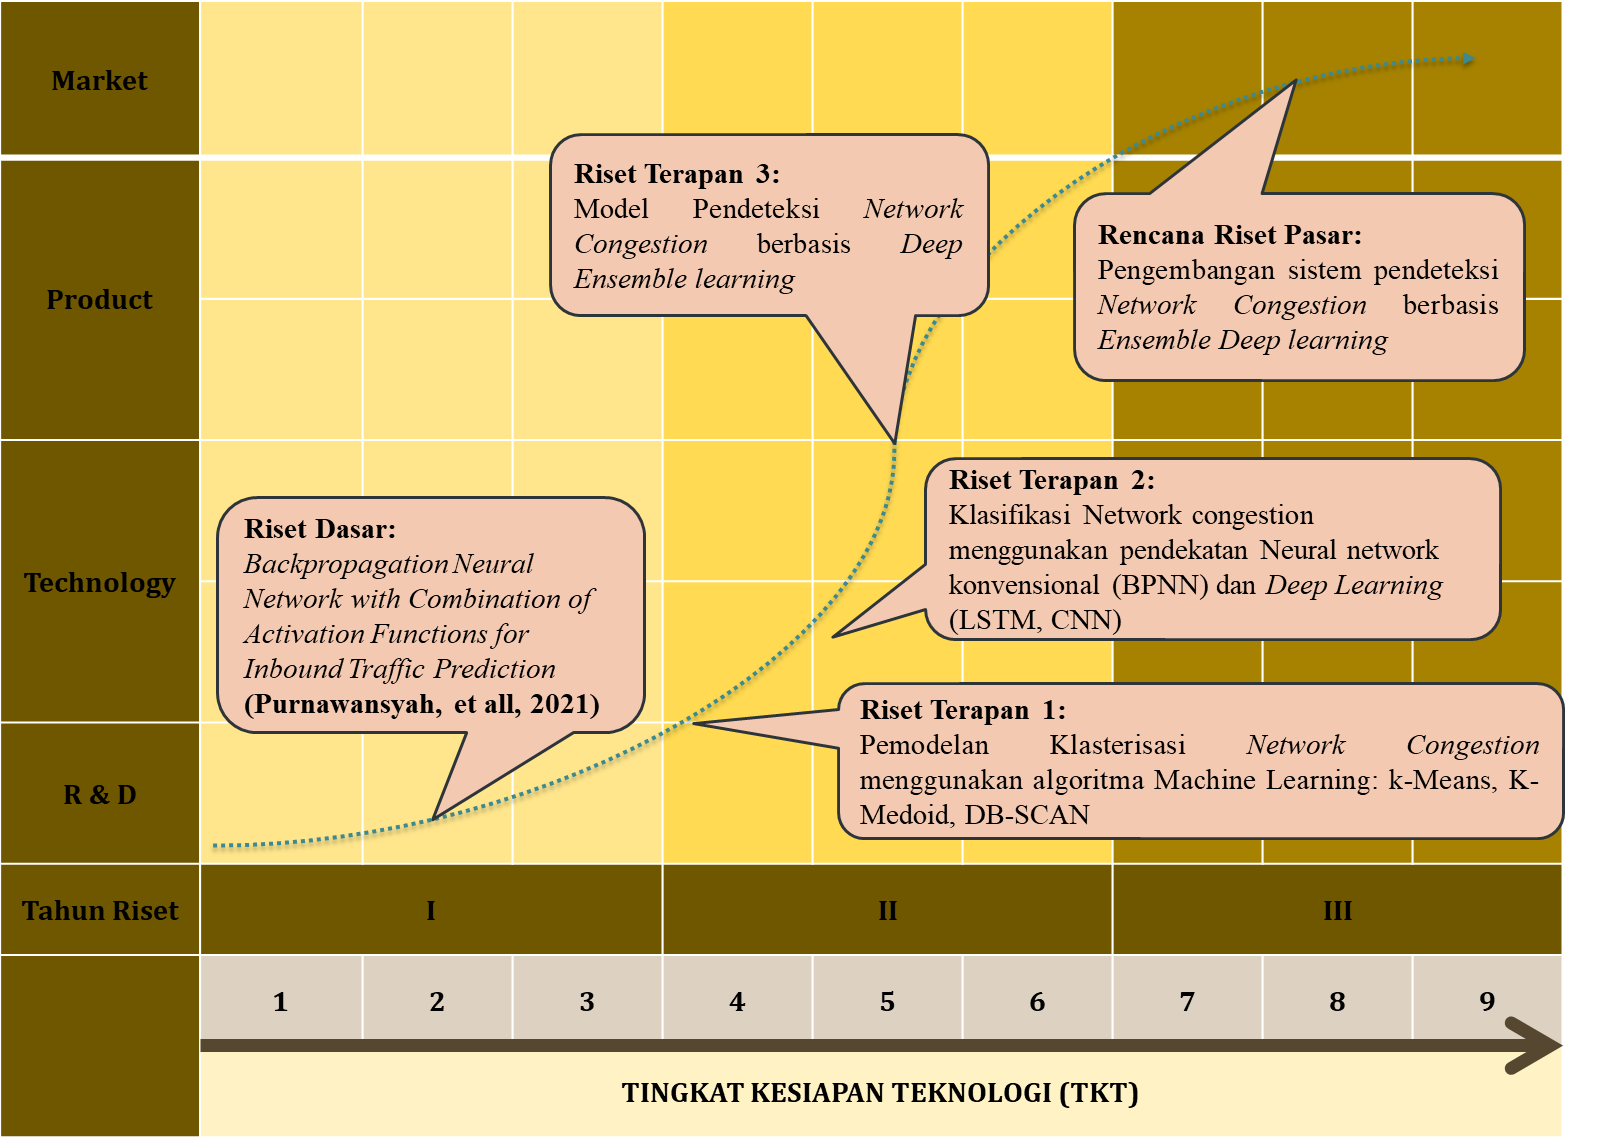 Market
Riset Terapan 3:
Model Pendeteksi Network
Congestion berbasis Deep
Ensemble learning
Product
Rencana Riset Pasar:
Pengembangan sistem pendeteksi
Network Congestion berbasis
Ensemble Deep learning
Technology
Riset Dasar:
Backpropagation Neural
Network with Combination of
Activation Functions for
Inbound Traffic Prediction
(Purnawansyah, et all, 2021)
Riset Terapan 2:
Klasifikasi Network congestion
menggunakan pendekatan Neural network
konvensional (BPNN) dan Deep Learning
(LSTM, CNN)
R & D
Riset Terapan 1:
Pemodelan Klasterisasi Network Congestion
menggunakan algoritma Machine Learning: k-Means, K-
Medoid, DB-SCAN
Tahun Riset I II III
1 2 3 4 5 6 7 8 9
TINGKAT KESIAPAN TEKNOLOGI (TKT)